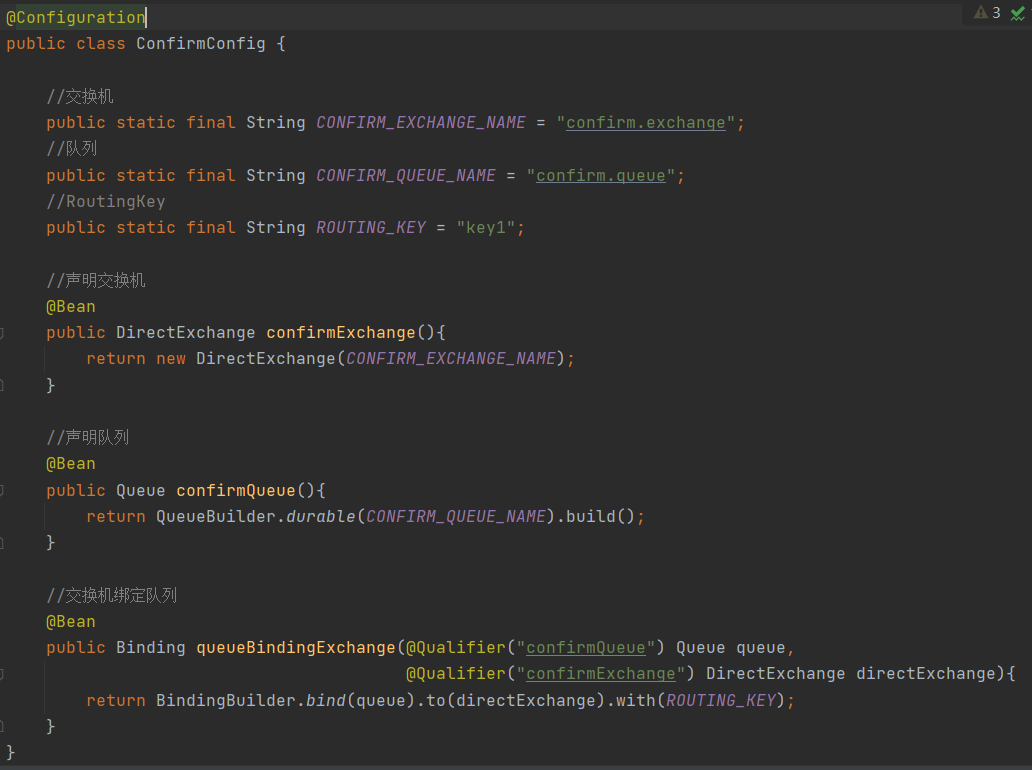 @Configuration
3
public class ConfirmConfig {
//交换机
public static final String CONFIRM_EXCHANGE_NAME = "confirm.exchange";
//队列
public static final String CONFIRM_QUEUE_NAME = "confirm.queue";
//RoutingKey
public static final String ROUTING_KEY = "key1";
//声明交换机
@Bean
public DirectExchange confirmExchange(){
return new DirectExchange(CONFIRM_EXCHANGE_NAME);
}
//声明队列
@Bean
public Queue confirmQueue(){
return QueueBuilder.durable(CONFIRM_QUEUE_NAME).build();
}
//交换机绑定队列
@Bean
public Binding queueBindingExchange(@Qualifier("confirmQueue") Queue queue,
@Qualifier("confirmExchange") DirectExchange directExchange){
return BindingBuilder.bind(queue).to(directExchange).with(ROUTING_KEY);
}
}